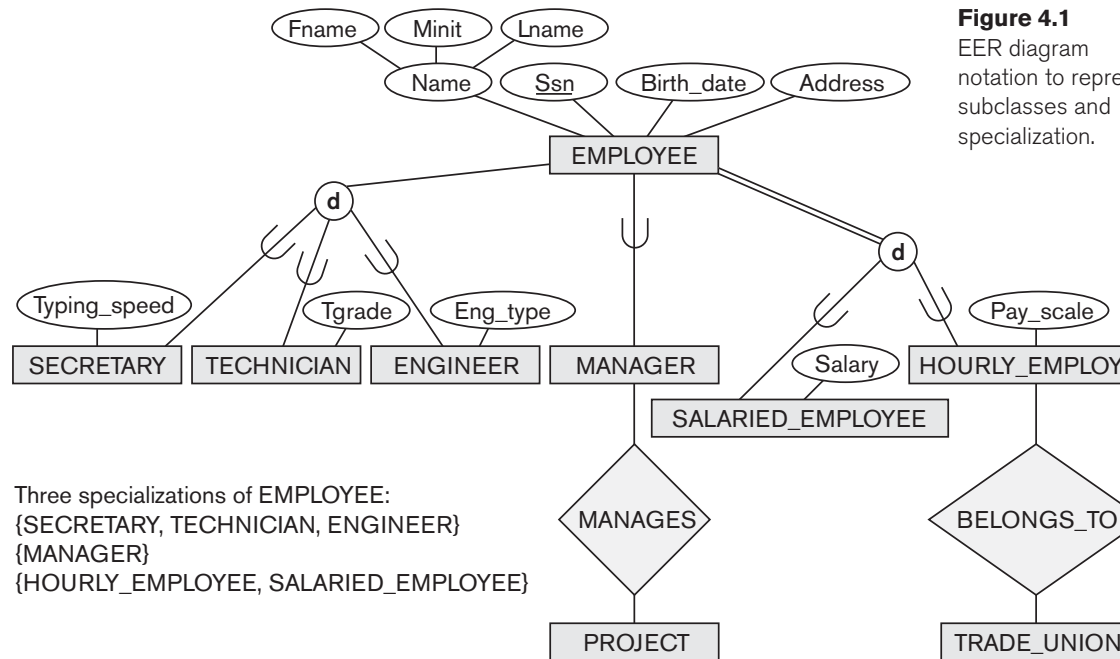 Figure 4.1
EER diagram
notation to repre
subclasses and
specialization.
Fname Minit Lname
Name Ssn Birth_date Address
EMPLOYEE
d
d
Typing_speed Tgrade Eng_type Pay_scale
SECRETARY TECHNICIAN ENGINEER MANAGER Salary HOURLY_EMPLOY
SALARIED_EMPLOYEE
Three specializations of EMPLOYEE:
{SECRETARY, TECHNICIAN, ENGINEER}
{MANAGER}
{HOURLY_EMPLOYEE, SALARIED_EMPLOYEE}
MANAGES BELONGS_TO
PROJECT TRADE_UNION